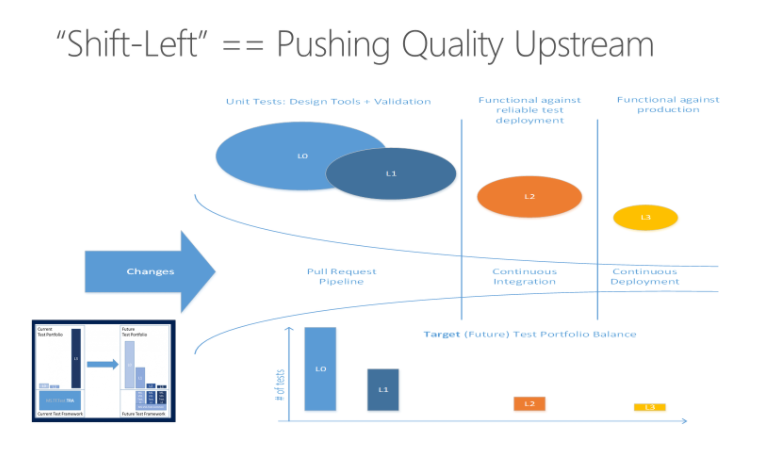 “Shift-Left” == Pushing Quality Upstream
Unit Tests: Design Tools + Validation
Functional against
reliable test
deployment
Functional against
production
L0
L1
L2
L3
Changes
Pull Request
Pipeline
Continuous
Integration
Continuous
Deployment
Current
Test Portfolio
Future
Test Portfolio
Current Test Framework
Future Test Framework
Target (Future) Test Portfolio Balance
# of tests
L0
L1
L2
L3